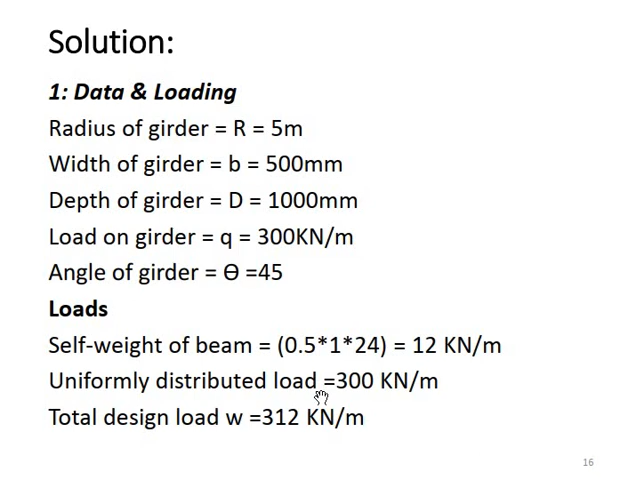 Solution:
1: Data & Loading
Radius of girder = R = 5m
Width of girder = b = 500mm
Depth of girder = D = 1000mm
Load on girder = q = 300KN/m
Angle of girder = Ɵ =45
Loads
Self-weight of beam = (0.5*1*24) = 12 KN/m
Uniformly distributed load =300 KN/m
Total design load w =312 KN/m
16